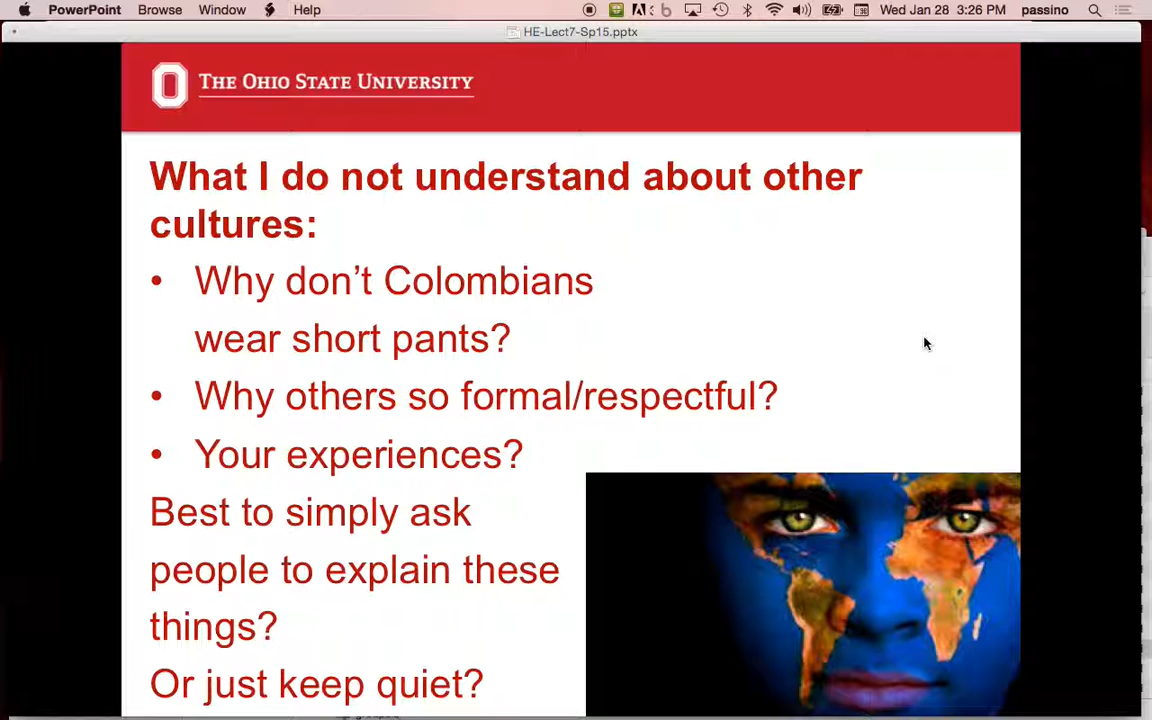 PowerPoint Browse Window Help Wed Jan 28 3:26 PM passino
HE-Lect7-Sp15.pptx
THE OHIO STATE UNIVERSITY
What I do not understand about other
cultures:
• Why don’t Colombians
wear short pants?
• Why others so formal/respectful?
• Your experiences?
Best to simply ask
people to explain these
things?
Or just keep quiet?